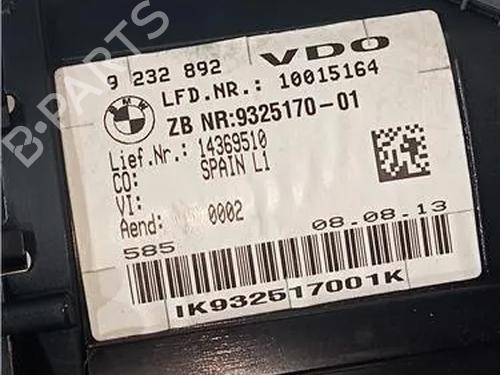 9 232 892 VDO
LFD.NR.: 10015164
BMW
ZB NR:9325170-01
Lief.Nr.: 14369510
CO: SPAIN L1
VI:
Aend: 0002
585 08.08.13
IK932517001K
B-PARTS